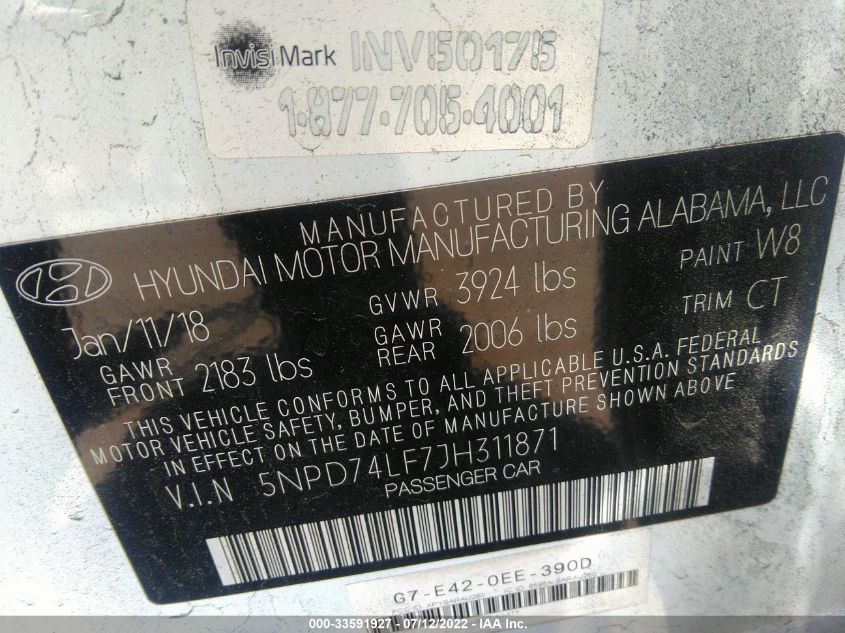 InvisiMark INV50175
1-877-705-4001
MANUFACTURED BY
HYUNDAI MOTOR MANUFACTURING ALABAMA, LLC
Jan/11/18 GVWR 3924 lbs PAINT W8
GAWR FRONT 2183 lbs GAWR REAR 2006 lbs TRIM CT
THIS VEHICLE CONFORMS TO ALL APPLICABLE U.S.A. FEDERAL
MOTOR VEHICLE SAFETY, BUMPER, AND THEFT PREVENTION STANDARDS
IN EFFECT ON THE DATE OF MANUFACTURE SHOWN ABOVE
V.I.N 5NPD74LF7JH311871
PASSENGER CAR
G7-E42-0EE-390D
000-33591927 - 07/12/2022 - IAAI.com